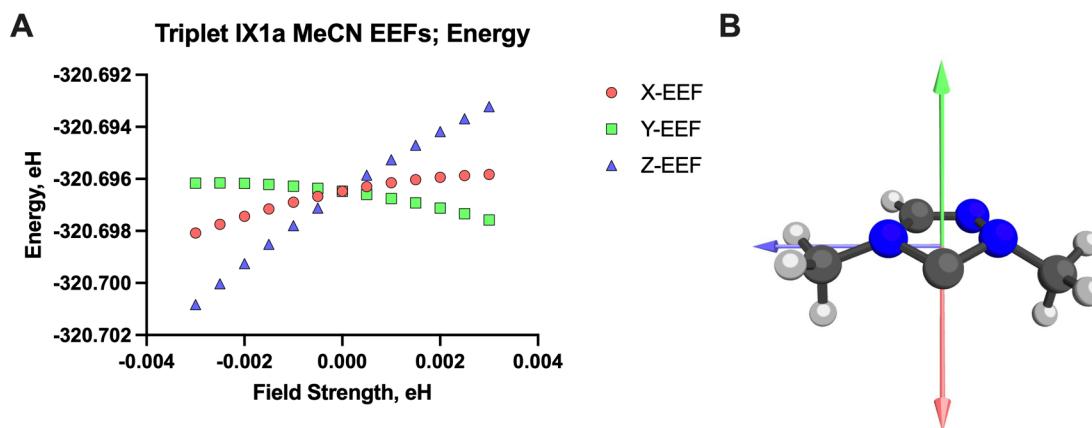 A
Triplet IX1a MeCN EEFs; Energy
B
-320.692
-320.694
-320.696
-320.698
-320.700
-320.702
Energy, eH
-0.004
-0.002
0.000
0.002
0.004
Field Strength, eH
X-EEF
Y-EEF
Z-EEF